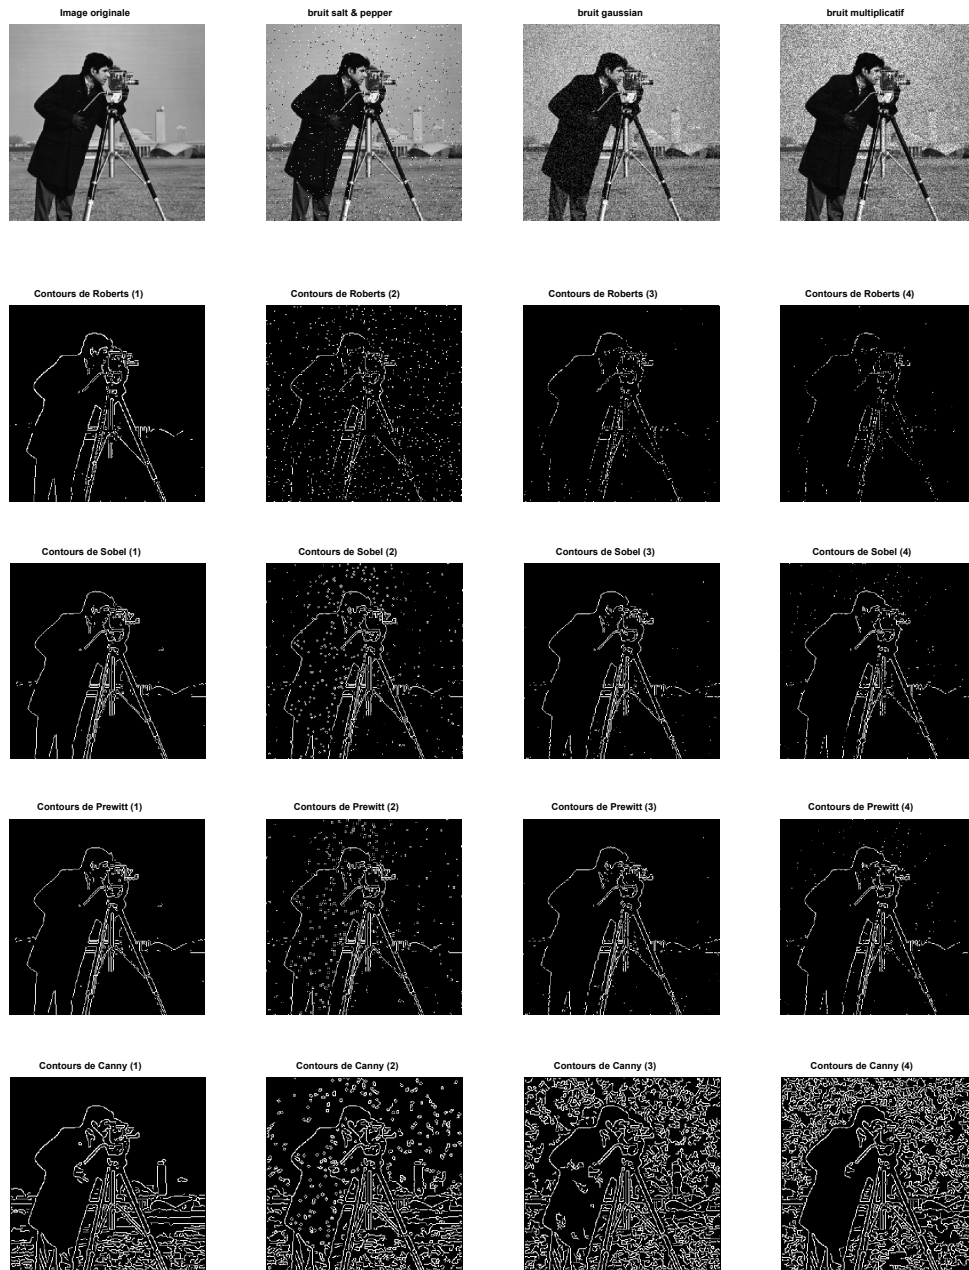 Image originale
bruit salt & pepper
bruit gaussian
bruit multiplicatif
Contours de Roberts (1)
Contours de Roberts (2)
Contours de Roberts (3)
Contours de Roberts (4)
Contours de Sobel (1)
Contours de Sobel (2)
Contours de Sobel (3)
Contours de Sobel (4)
Contours de Prewitt (1)
Contours de Prewitt (2)
Contours de Prewitt (3)
Contours de Prewitt (4)
Contours de Canny (1)
Contours de Canny (2)
Contours de Canny (3)
Contours de Canny (4)